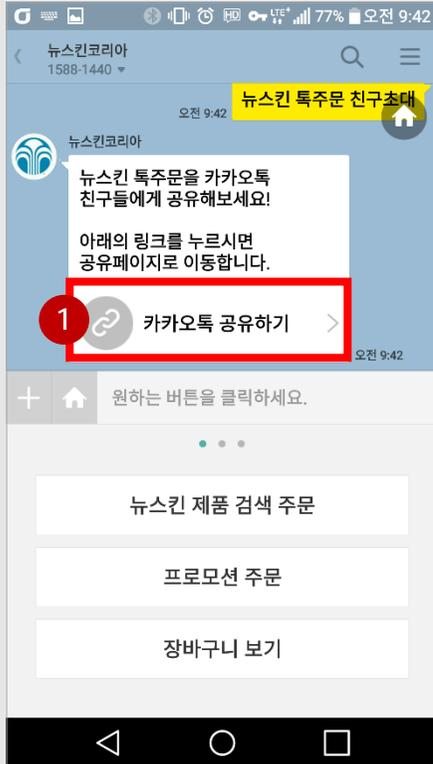 77% 오전 9:42
뉴스킨코리아
1588-1440
뉴스킨 톡주문 친구초대
오전 9:42
뉴스킨코리아
뉴스킨 톡주문을 카카오톡
친구들에게 공유해보세요!
아래의 링크를 누르시면
공유페이지로 이동합니다.
1 카카오톡 공유하기
오전 9:42
원하는 버튼을 클릭하세요.
뉴스킨 제품 검색 주문
프로모션 주문
장바구니 보기